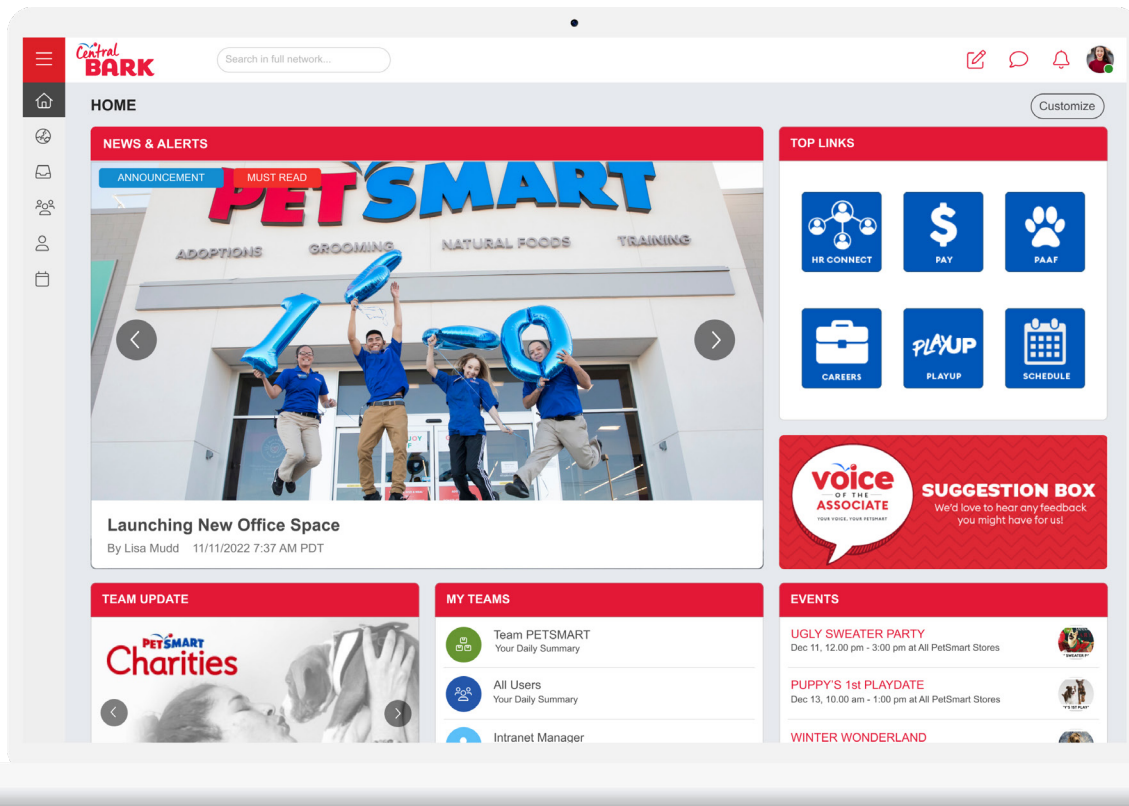 Central
BARK
Search in full network...
HOME
Customize
NEWS & ALERTS
ANNOUNCEMENT
MUST READ
PETSMART
ADOPTIONS GROOMING NATURAL FOODS TRAINING
Launching New Office Space
By Lisa Mudd 11/11/2022 7:37 AM PDT
TOP LINKS
HR CONNECT
$
PAY
PAAF
CAREERS
PLAYUP
PLAYUP
SCHEDULE
voice
OF THE
ASSOCIATE
YOUR VOICE, YOUR PETSMART
SUGGESTION BOX
We'd love to hear any feedback
you might have for us!
TEAM UPDATE
PETSMART
Charities
MY TEAMS
Team PETSMART
Your Daily Summary
All Users
Your Daily Summary
Intranet Manager
EVENTS
UGLY SWEATER PARTY
Dec 11, 12.00 pm - 3:00 pm at All PetSmart Stores
PUPPY'S 1st PLAYDATE
Dec 13, 10.00 am - 1:00 pm at All PetSmart Stores
WINTER WONDERLAND